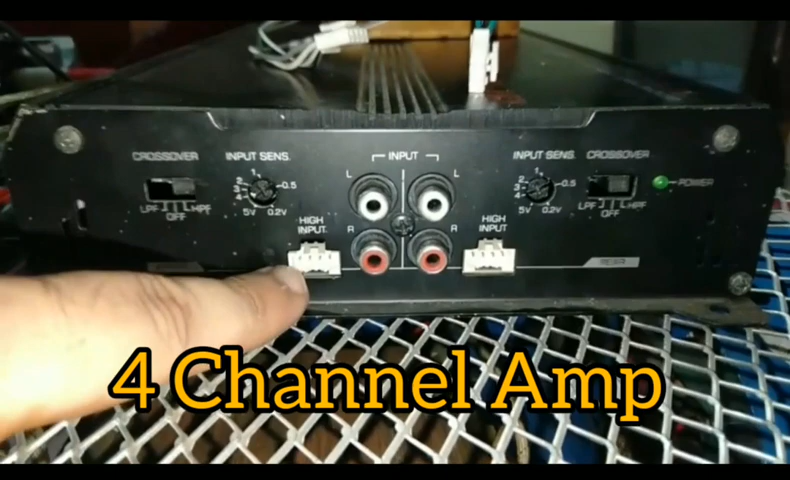 CROSSOVER
INPUT SENS.
INPUT
INPUT SENS.
CROSSOVER
L
L
1
2
3
4
0.5
5V
0.2V
1
2
3
4
0.5
5V
0.2V
POWER
LPF
OFF
HPF
LPF
OFF
HPF
HIGH
INPUT
R
R
HIGH
INPUT
4 Channel Amp